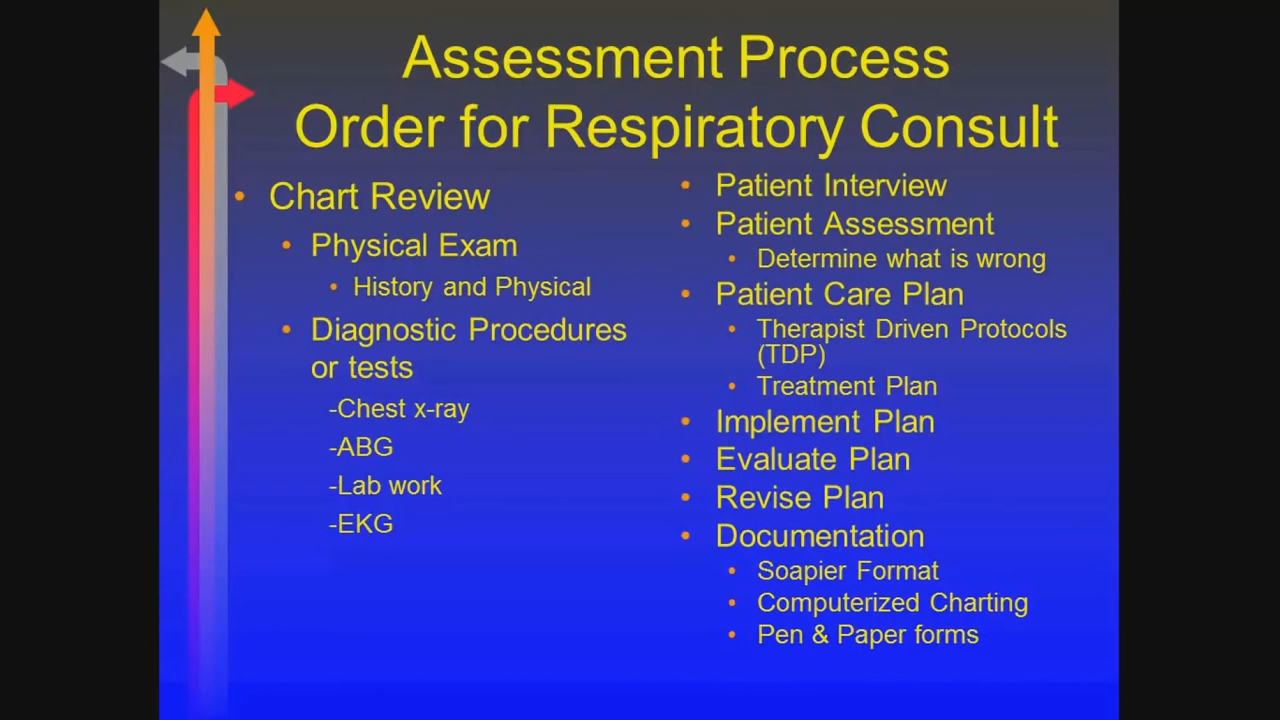 Assessment Process
Order for Respiratory Consult
• Chart Review
• Physical Exam
• History and Physical
• Diagnostic Procedures
or tests
-Chest x-ray
-ABG
-Lab work
-EKG
• Patient Interview
• Patient Assessment
• Determine what is wrong
• Patient Care Plan
• Therapist Driven Protocols
(TDP)
• Treatment Plan
• Implement Plan
• Evaluate Plan
• Revise Plan
• Documentation
• Soapier Format
• Computerized Charting
• Pen & Paper forms